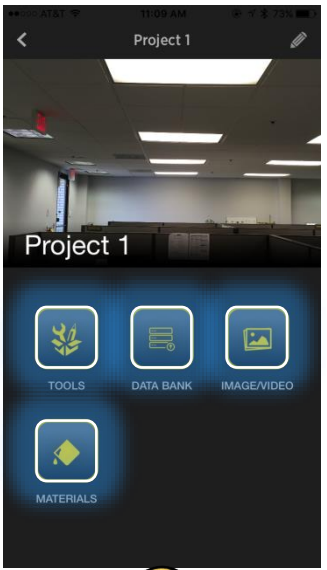 AT&T 11:09 AM 73%
Project 1
Project 1
TOOLS DATA BANK IMAGE/VIDEO
MATERIALS